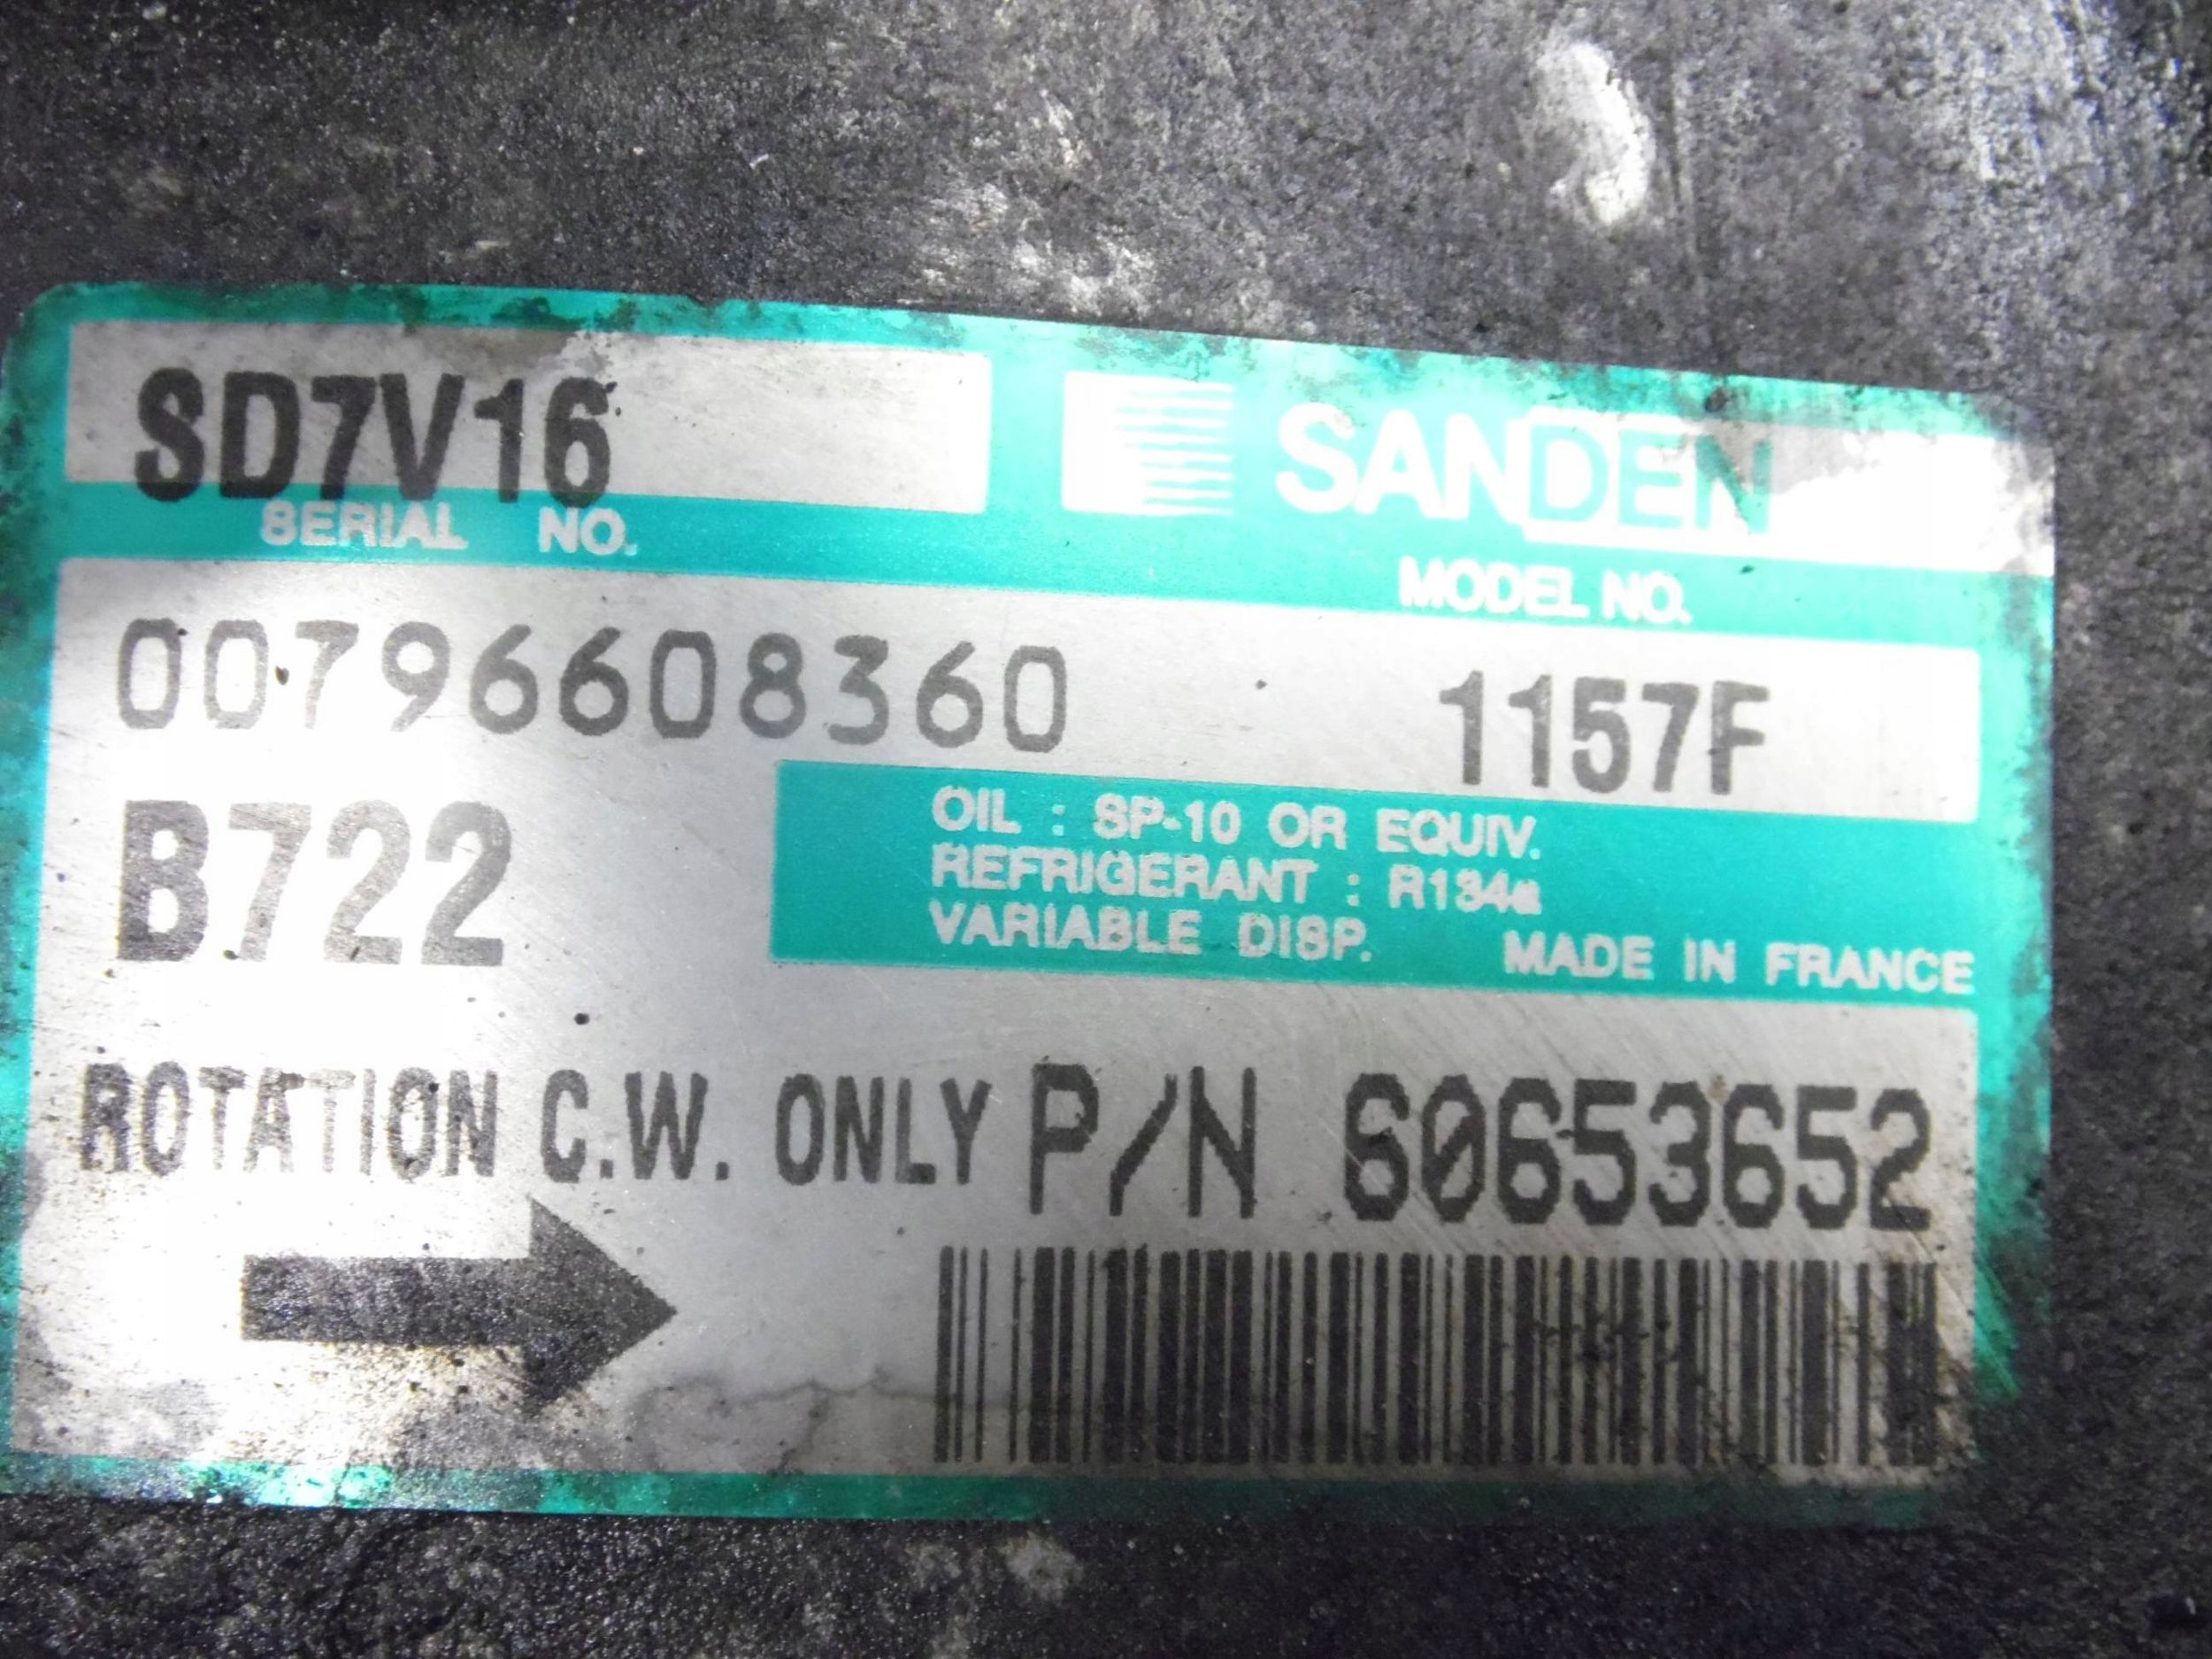 SD7V16
SANDEN
SERIAL NO.
MODEL NO.
00796608360
1157F
B722
OIL : SP-10 OR EQUIV.
REFRIGERANT : R134a
VARIABLE DISP.
MADE IN FRANCE
ROTATION C.W. ONLY
P/N 60653652